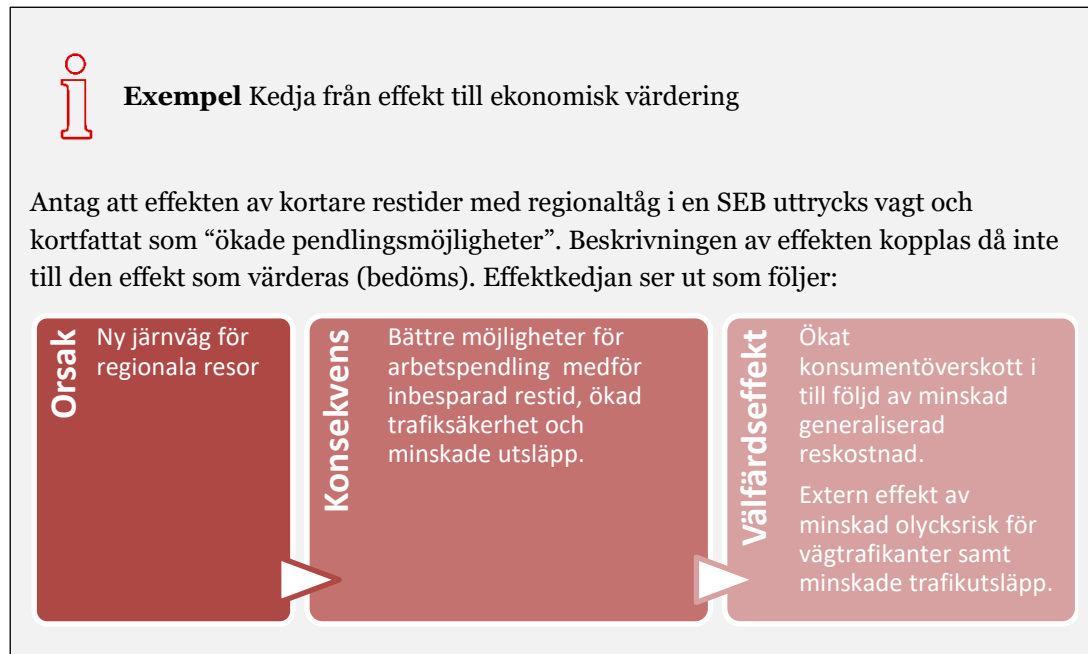 Exempel Kedja från effekt till ekonomisk värdering
Antag att effekten av kortare restider med regionaltåg i en SEB uttrycks vagt och
kortfattat som “ökade pendlingsmöjligheter”. Beskrivningen av effekten kopplas då inte
till den effekt som värderas (bedöms). Effektkedjan ser ut som följer:
Orsak
Ny järnväg för
regionala resor
Konsekvens
Bättre möjligheter för
arbetspendling medför
inbesparad restid, ökad
trafiksäkerhet och
minskade utsläpp.
Välfärdseffekt
Ökat
konsumentöverskott i
till följd av minskad
generaliserad
reskostnad.
Extern effekt av
minskad olycksrisk för
vägtrafikanter samt
minskade trafikutsläpp.